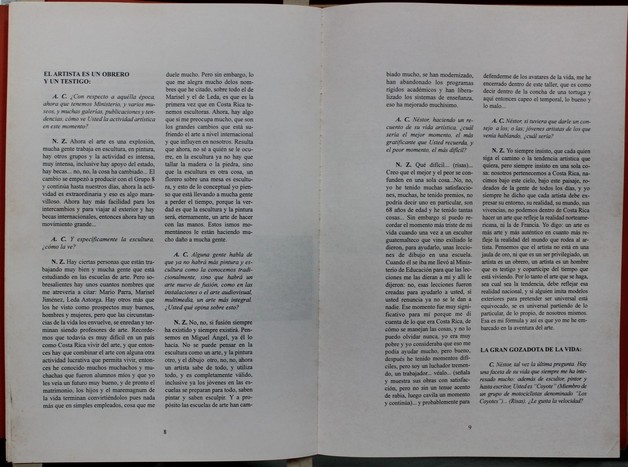 EL ARTISTA ES UN OBRERO
Y UN TESTIGO:
A. C. ¿Con respecto a aquélla época,
ahora que tenemos Ministerio, y varios mu-
seos, y muchas galerías, publicaciones y ten-
dencias, cómo ve Usted la actividad artística
en este momento?
N. Z. Ahora el arte es una explosión,
mucha gente trabaja en escultura, en pintura,
hay otros grupos y la actividad es intensa,
muy intensa, inclusive hay apoyo del estado,
hay becas... no, no, la cosa ha cambiado... El
cambio se empezó a producir con el Grupo 8
y continúa hasta nuestros días, ahora la acti-
vidad es extraordinaria y eso es algo mara-
villoso. Ahora hay más facilidad para los
intercambios y para viajar al exterior y hay
becas internacionales, entonces ahora hay un
movimiento grande...
A. C. Y específicamente la escultura,
¿cómo la ve?
N. Z. Hay ciertas personas que están tra-
bajando muy bien y mucha gente que está
estudiando en las escuelas de arte. Pero so-
bresalientes hay unos cuantos nombres que
me atrevería a citar: Mario Parra, Marisel
Jiménez, Leda Astorga. Hay otros más que
los he visto como prospectos muy buenos,
hombres y mujeres, pero que las circunstan-
cias de la vida los envuelve, se enredan y ter-
minan siendo profesores de arte. Recorde-
mos que todavía es muy difícil en un país
como Costa Rica vivir del arte, y que enton-
ces hay que combinar el arte con alguna otra
actividad lucrativa que permita vivir, enton-
ces he conocido muchos muchachos y mu-
chachas que fueron alumnos míos y que yo
les veía un futuro muy bueno, y de pronto el
matrimonio, los hijos y el maremagnum de
la vida terminan convirtiéndolos pues nada
más que en simples empleados, cosa que me
duele mucho. Pero sin embargo, lo
que me alegra mucho delos nom-
bres que he citado, sobre todo el de
Marisel y el de Leda, es que es la
primera vez que en Costa Rica te-
nemos escultoras. Ahora, hay algo
que sí me preocupa mucho, que son
los grandes cambios que está su-
friendo el arte a nivel internacional
y que influyen en nosotros. Resulta
que ahora, no sé a quién se le ocu-
rre, en la escultura ya no hay que
tallar la madera o la piedra, sino
que la escultura es otra cosa, un
florero sobre una mesa es escultu-
ra, y esto de lo conceptual yo pien-
so que está llevando a mucha gente
a perder el tiempo, porque la ver-
dad es que la escultura y la pintura
será, eternamente, un arte de hacer
con las manos. Estos ismos mo-
mentáneos le están haciendo mu-
cho daño a mucha gente.
A. C. Alguna gente habla de
que ya no habrá más pintura y es-
cultura como la conocemos tradi-
cionalmente, sino que habrá un
arte nuevo de fusión, como en las
instalaciones o el arte audiovisual,
multimedia, un arte más integral.
¿Usted qué opina sobre esto?
N. Z. No, no, sí fusión siempre
ha existido y siempre existirá. Pen-
semos en Miguel Angel, ya él lo
hacía. No se puede pensar en la
escultura como un arte, y la pintura
otro, y el dibujo otro, no, no, ahora
un artista sabe de todo, y utiliza
todo, y es completamente válido,
inclusive ya los jóvenes en las es-
cuelas se preparan para todo, saben
pintar y saben esculpir. Y a pro-
pósito las escuelas de arte han cam-
8
biado mucho, se han modernizado,
han abandonado los programas
rígidos académicos y han libera-
lizado los sistemas de enseñanza,
eso ha mejorado muchísimo.
A. C. Néstor, haciendo un re-
cuento de su vida artística, ¿cuál
sería el mejor momento, el más
gratificante que Usted recuerda, y
el peor momento, el más difícil?
N. Z. Qué difícil... (risas)...
Creo que el mejor y el peor se con-
funden en una sola cosa. No, no,
yo he tenido muchas satisfaccio-
nes, muchas, he tenido premios, no
podría decir uno en particular, son
68 años de edad y he tenido tantas
cosas... Sin embargo sí puedo re-
cordar el momento más triste de mi
vida cuando una vez a un escultor
guatemalteco que vino exiliado le
dieron, para ayudarlo, unas leccio-
nes de dibujo en una escuela.
Cuando él se iba me llevó al Minis-
terio de Educación para que las lec-
ciones me las dieran a mí y allí le
dijeron: no, esas lecciones fueron
creadas para ayudarlo a usted, si
usted renuncia ya no se le dan a
nadie. Ese momento fue muy sig-
nificativo para mí porque me di
cuenta de lo que era Costa Rica, de
cómo se manejan las cosas, y no lo
puedo olvidar nunca, yo era muy
pobre y yo consideraba que eso me
podía ayudar mucho, pero bueno,
después he tenido momentos difí-
ciles, pero soy un luchador tremen-
do, un trabajador... vaido... (señala
y muestra sus obras con satisfac-
ción, pero no sin un tonar acento
de rabia, luego cavila un momento
y continúa)... y probablemente para
defenderme de los avatares de la vida, me he
encerrado dentro de este taller, que es como
decir dentro de la concha de una tortuga y
aquí entonces capeo el temporal, lo bueno y
lo malo...
A. C. Néstor, si tuviera que darle un con-
sejo a los, o las, jóvenes artistas de los que
venía hablando, ¿cuál sería?
N. Z. Yo siempre insisto, que cada quien
siga el camino o la tendencia artística que
quiera, pero siempre insisto en una sola co-
sa: nosotros pertenecemos a Costa Rica, na-
cimos bajo este cielo, bajo este paisaje, ro-
deados de la gente de todos los días, y yo
siempre he dicho que cada artista debe ex-
presar su entorno, su realidad, su mundo, sus
vivencias, no podemos dentro de Costa Rica
hacer un arte que refleje la realidad norteame-
ricana, ni la de Francia. Yo digo: un arte es
más arte y más auténtico en cuanto más re-
fleja la realidad del mundo que rodea al ar-
tista. Pensemos que el artista no está en una
jaula de oro, ni que es un ser privilegiado, un
artista es un obrero, un artista es un hombre
que es testigo y copartícipe del tiempo que
está viviendo. Por lo tanto el arte que se haga,
sea cual sea la tendencia, debe reflejar esa
realidad nacional, y si alguien imita modelos
exteriores para pretender ser universal está
equivocado, se es universal partiendo de lo
particular, de lo propio, de nosotros mismos.
Esa es mi fórmula y así es que yo me he em-
barcado en la aventura del arte.
LA GRAN GOZADOTA DE LA VIDA:
A. C. Néstor, tal vez la última pregunta. Hay
una faceta de su vida que siempre me ha inte-
resado mucho: además de escultor, pintor y
hasta escritor, Usted es "Coyote" (Miembro de
un grupo de motociclistas denominado "Los
Coyotes")... (Risas). ¿Le gusta la velocidad?
9